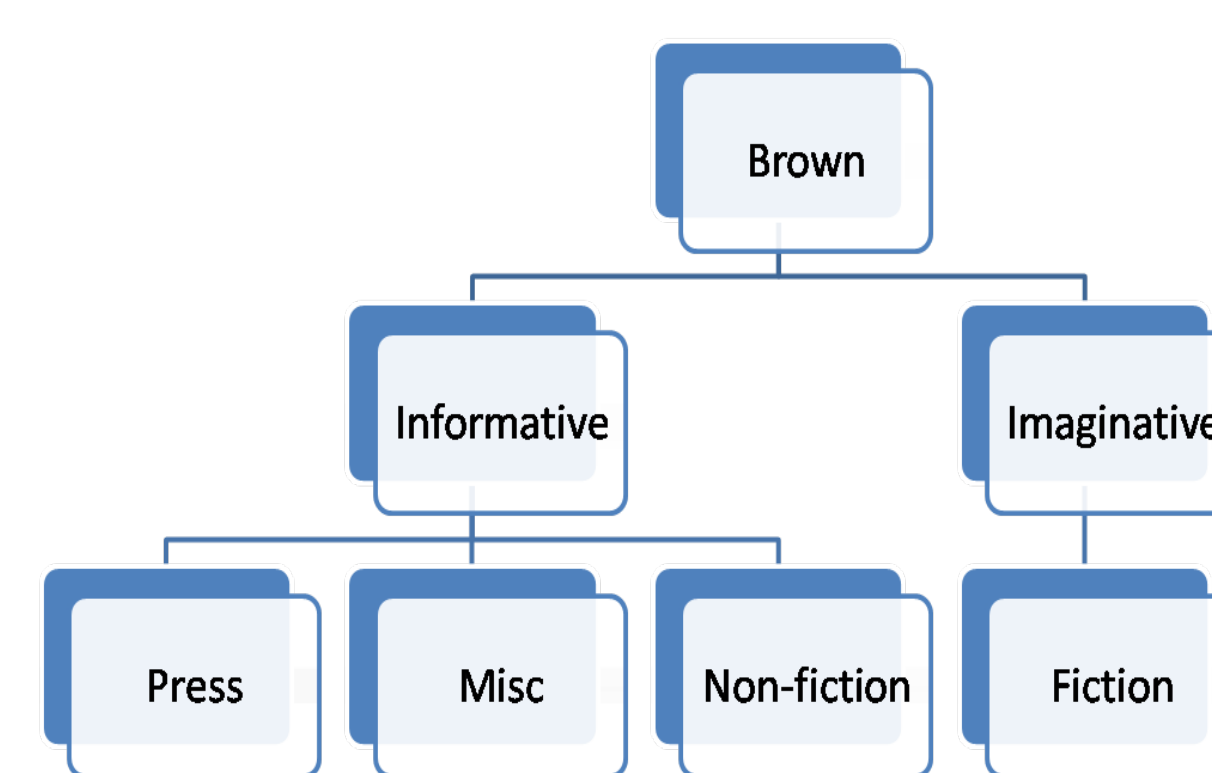 Brown
Informative
Imaginative
Press
Misc
Non-fiction
Fiction